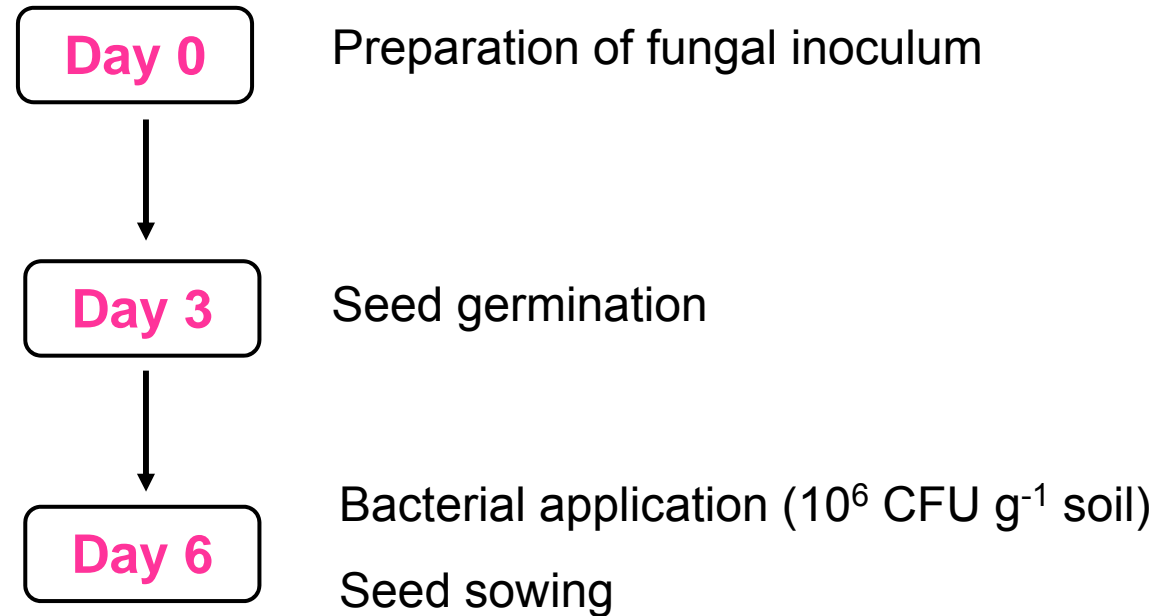 Day 0
Preparation of fungal inoculum
Day 3
Seed germination
Bacterial application (10⁶ CFU g⁻¹ soil)
Day 6
Seed sowing